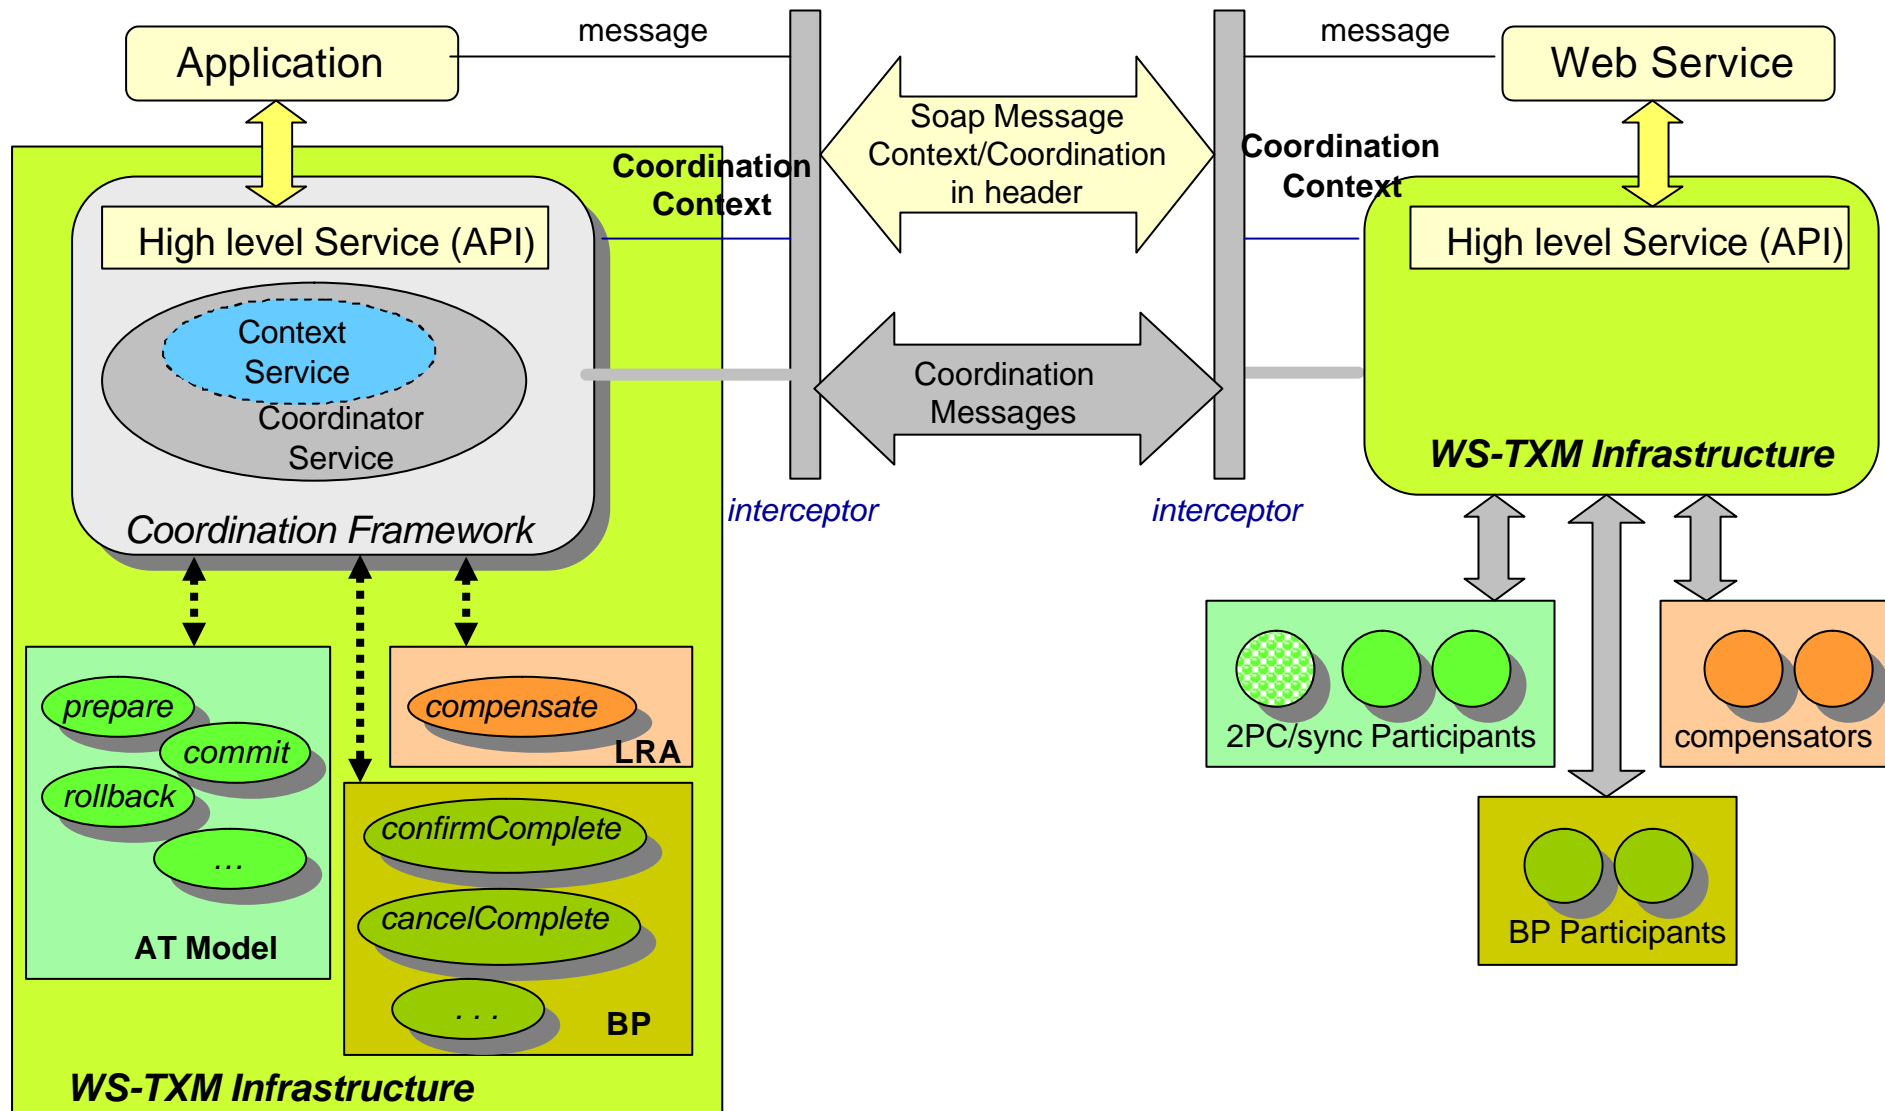 message
message
Application
Web Service
Soap Message
Context/Coordination
in header
Coordination
Context
Coordination
Context
High level Service (API)
High level Service (API)
Context
Service
Coordinator
Service
Coordination
Messages
WS-TXM Infrastructure
interceptor
interceptor
Coordination Framework
prepare
commit
rollback
...
AT Model
compensate
LRA
confirmComplete
cancelComplete
. . .
BP
2PC/sync Participants
compensators
BP Participants
WS-TXM Infrastructure